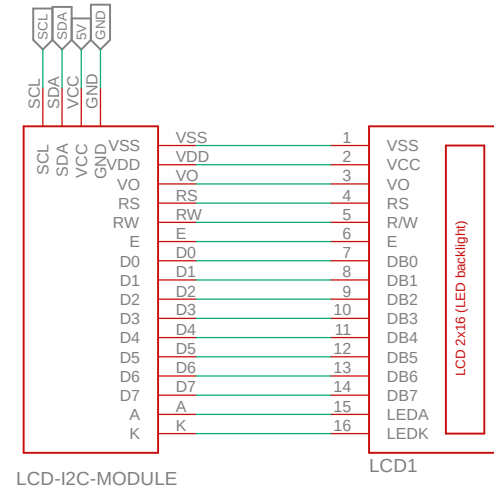 SCL SDA 5V GND
SCL SDA VCC GND
SCL SDA VCC GND
VSS VSS 1 VSS
VDD VDD 2 VCC
VO VO 3 VO
RS RS 4 RS
RW RW 5 R/W
E E 6 E
D0 D0 7 DB0
D1 D1 8 DB1
D2 D2 9 DB2
D3 D3 10 DB3
D4 D4 11 DB4
D5 D5 12 DB5
D6 D6 13 DB6
D7 D7 14 DB7
A A 15 LEDA
K K 16 LEDK
LCD 2x16 (LED backlight)
LCD1
LCD-I2C-MODULE